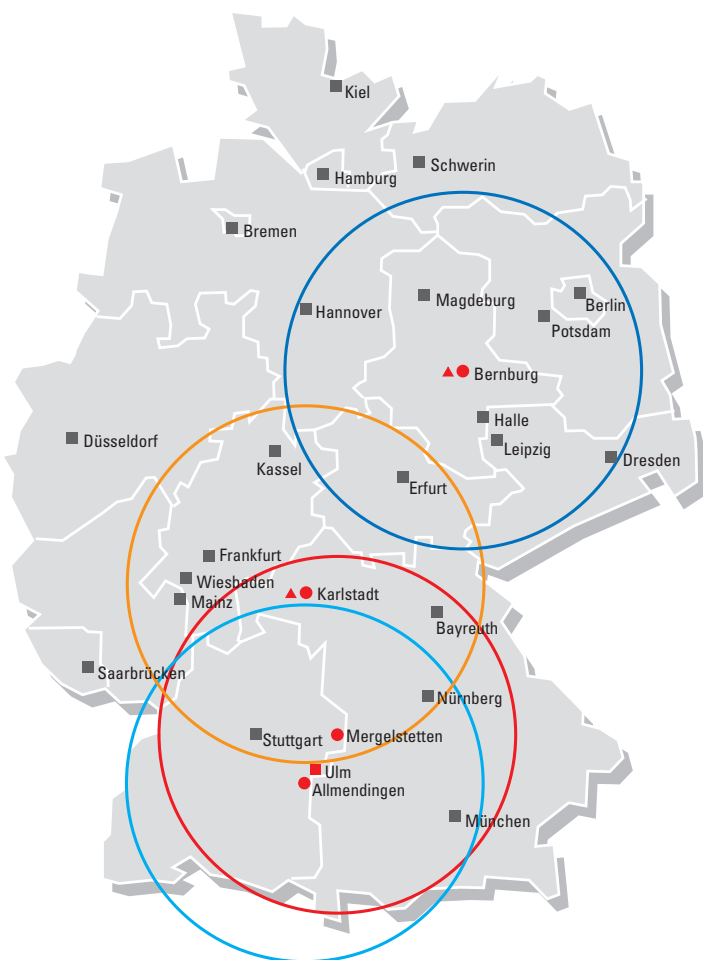 Kiel
Schwerin
Hamburg
Bremen
Berlin
Magdeburg
Hannover
Potsdam
Bernburg
Halle
Düsseldorf
Leipzig
Dresden
Kassel
Erfurt
Frankfurt
Wiesbaden
Karlstadt
Mainz
Bayreuth
Saarbrücken
Nürnberg
Stuttgart
Mergelstetten
Ulm
Allmendingen
München